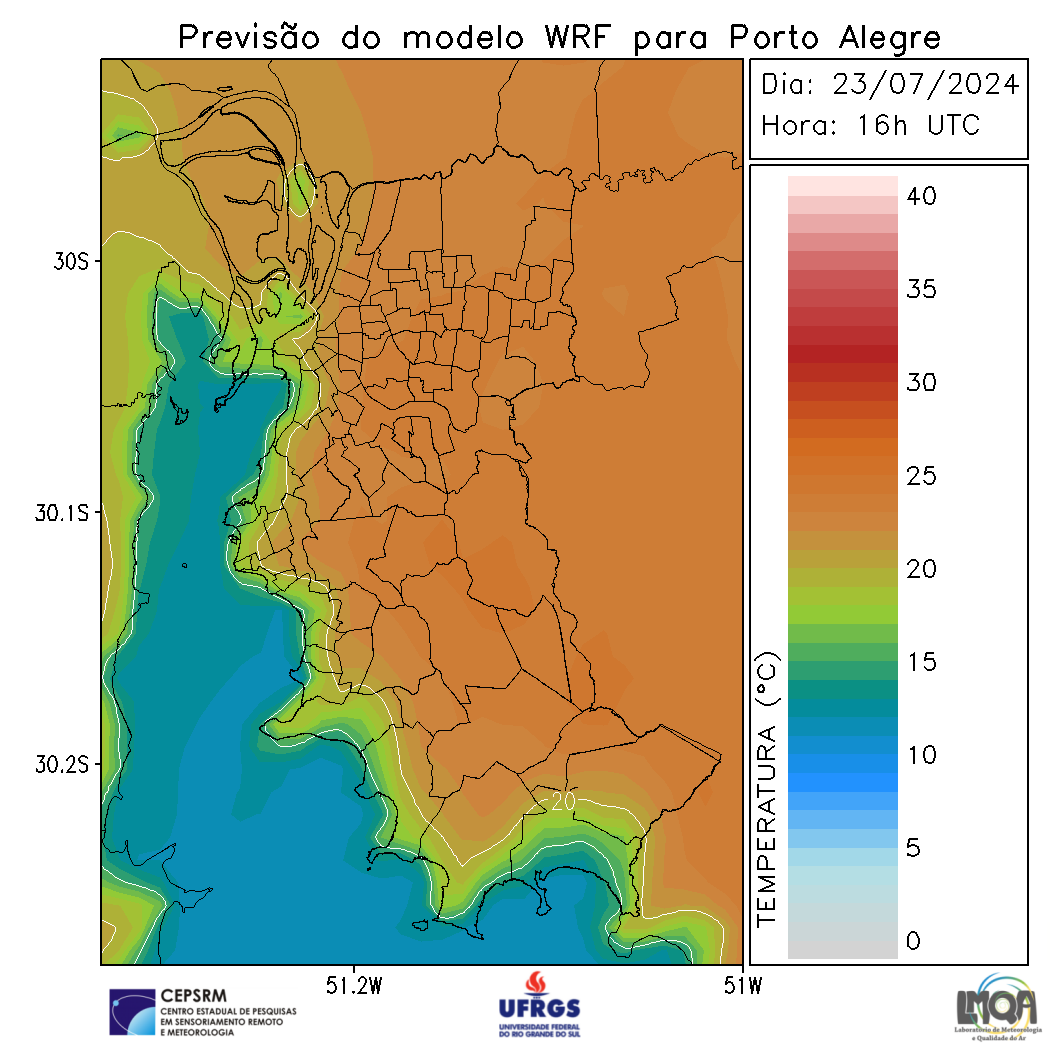 Previsão do modelo WRF para Porto Alegre
Dia: 23/07/2024
Hora: 16h UTC
40
35
30
25
20
15
10
5
0
TEMPERATURA (°C)
30S
30.1S
30.2S
20
51.2W
51W
CEPSRM
CENTRO ESTADUAL DE PESQUISAS
EM SENSORIAMENTO REMOTO
E METEOROLOGIA
UFRGS
UNIVERSIDADE FEDERAL
DO RIO GRANDE DO SUL
LMQA
Laboratório de Meteorologia
e Qualidade do Ar